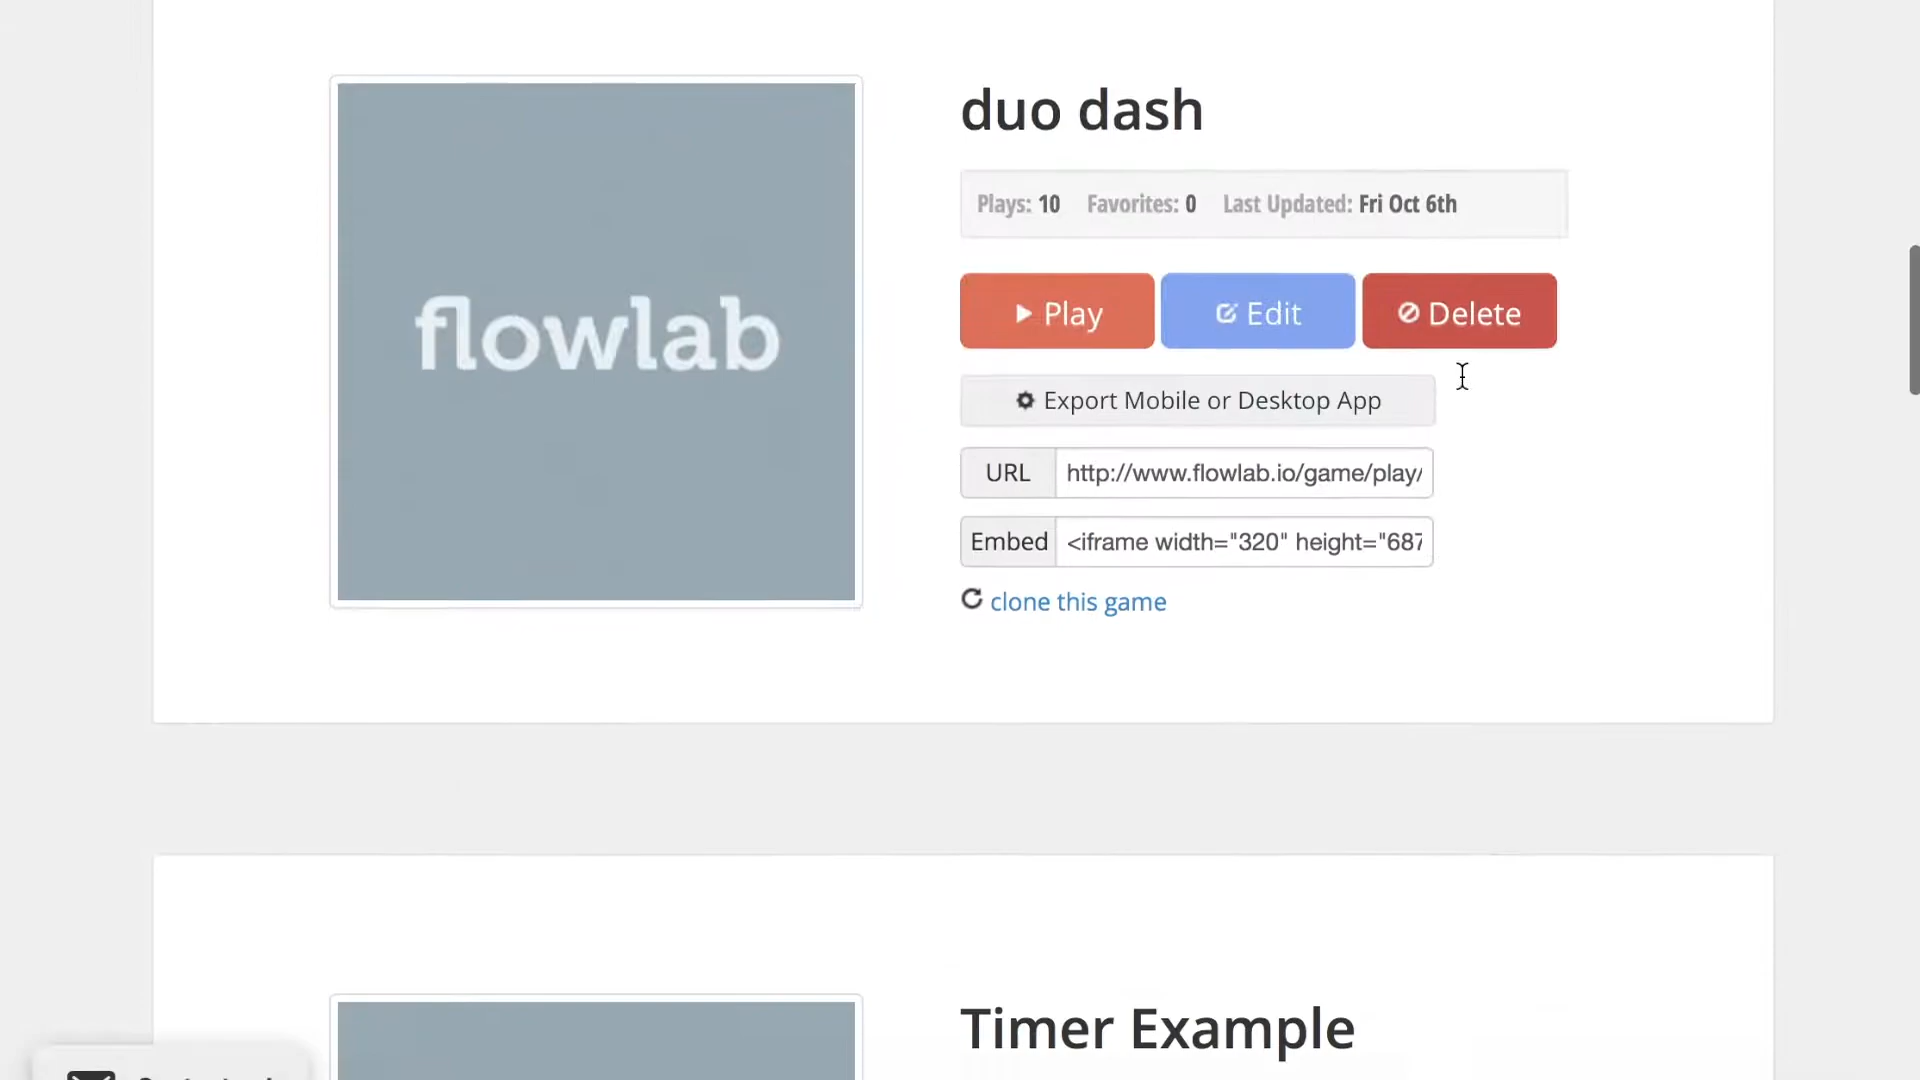 flowlab
duo dash
Plays: 10 Favorites: 0 Last Updated: Fri Oct 6th
Play Edit Delete
Export Mobile or Desktop App
URL http://www.flowlab.io/game/play/
Embed <iframe width="320" height="687
clone this game
Timer Example